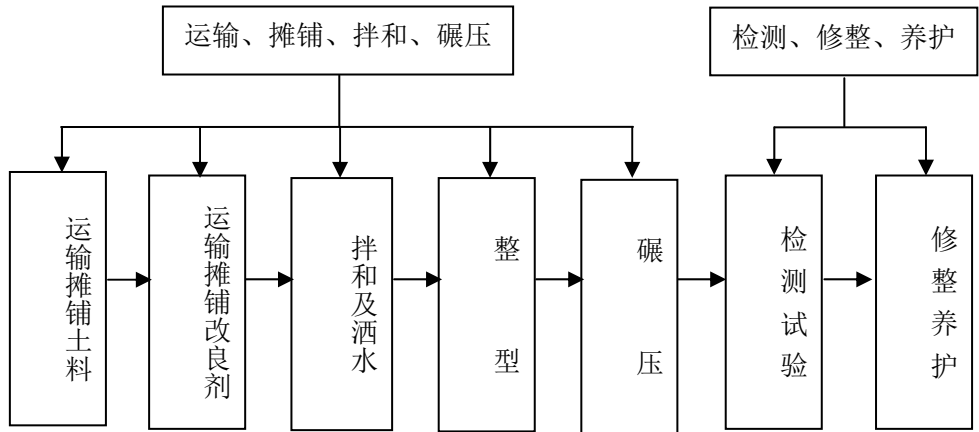 运输、摊铺、拌和、碾压
检测、修整、养护
运输摊铺土料
运输摊铺改良剂
拌和及洒水
整型
碾压
检测试验
修整养护